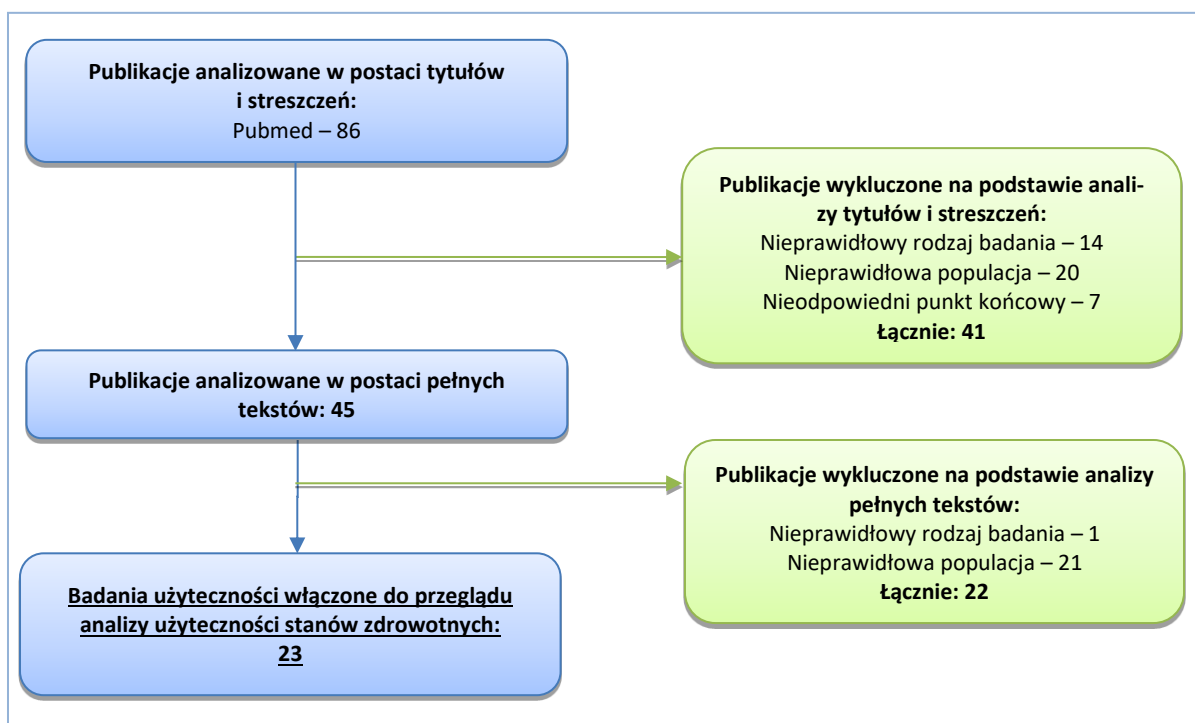 Publikacje analizowane w postaci tytułów
i streszczeń:
Pubmed – 86
Publikacje wykluczone na podstawie anali-
zy tytułów i streszczeń:
Nieprawidłowy rodzaj badania – 14
Nieprawidłowa populacja – 20
Nieodpowiedni punkt końcowy – 7
Łącznie: 41
Publikacje analizowane w postaci pełnych
tekstów: 45
Publikacje wykluczone na podstawie analizy
pełnych tekstów:
Nieprawidłowy rodzaj badania – 1
Nieprawidłowa populacja – 21
Łącznie: 22
Badania użyteczności włączone do przeglądu
analizy użyteczności stanów zdrowotnych:
23